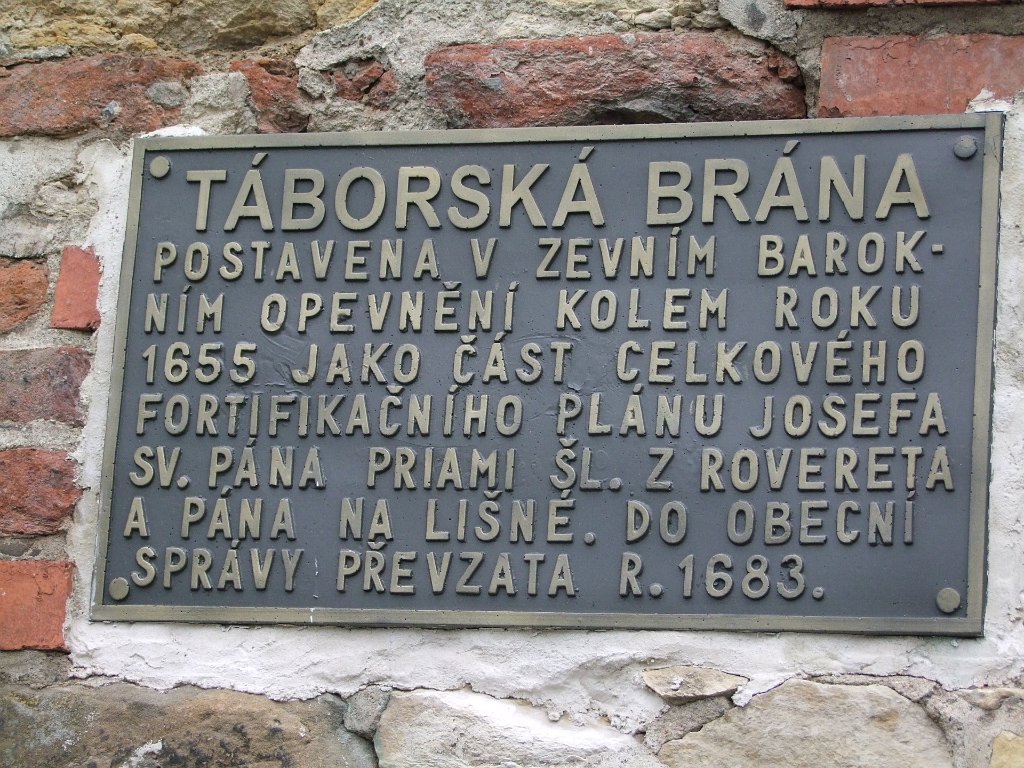 TÁBORSKÁ BRÁNA
POSTAVENA V ZEVNÍM BAROK-
NÍM OPEVNĚNÍ KOLEM ROKU
1655 JAKO ČÁST CELKOVÉHO
FORTIFIKAČNÍHO PLÁNU JOSEFA
SV. PÁNA PRIAMI ŠL. Z ROVERETA
A PÁNA NA LIŠNÉ. DO OBECNÍ
SPRÁVY PŘEVZATA R. 1683.